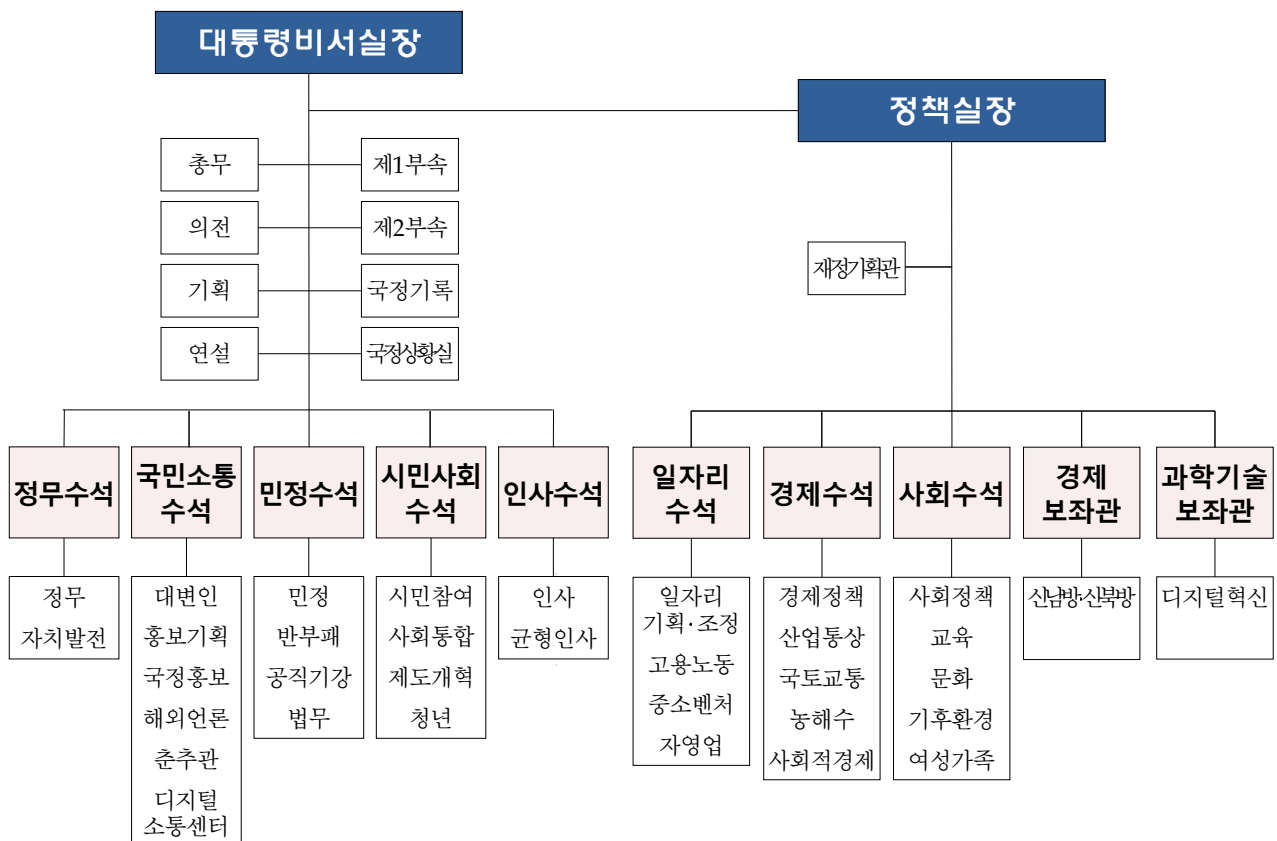 대통령비서실장
정책실장
총무
제1부속
의전
제2부속
기획
국정기록
연설
국정상황실
재정기획관
정무수석
국민소통
수석
민정수석
시민사회
수석
인사수석
일자리
수석
경제수석
사회수석
경제
보좌관
과학기술
보좌관
정무
자치발전
대변인
홍보기획
국정홍보
해외언론
춘추관
디지털
소통센터
민정
반부패
공직기강
법무
시민참여
사회통합
제도개혁
청년
인사
균형인사
일자리
기획·조정
고용노동
중소벤처
자영업
경제정책
산업통상
국토교통
농해수
사회적경제
사회정책
교육
문화
기후환경
여성가족
신남방·신북방
디지털혁신